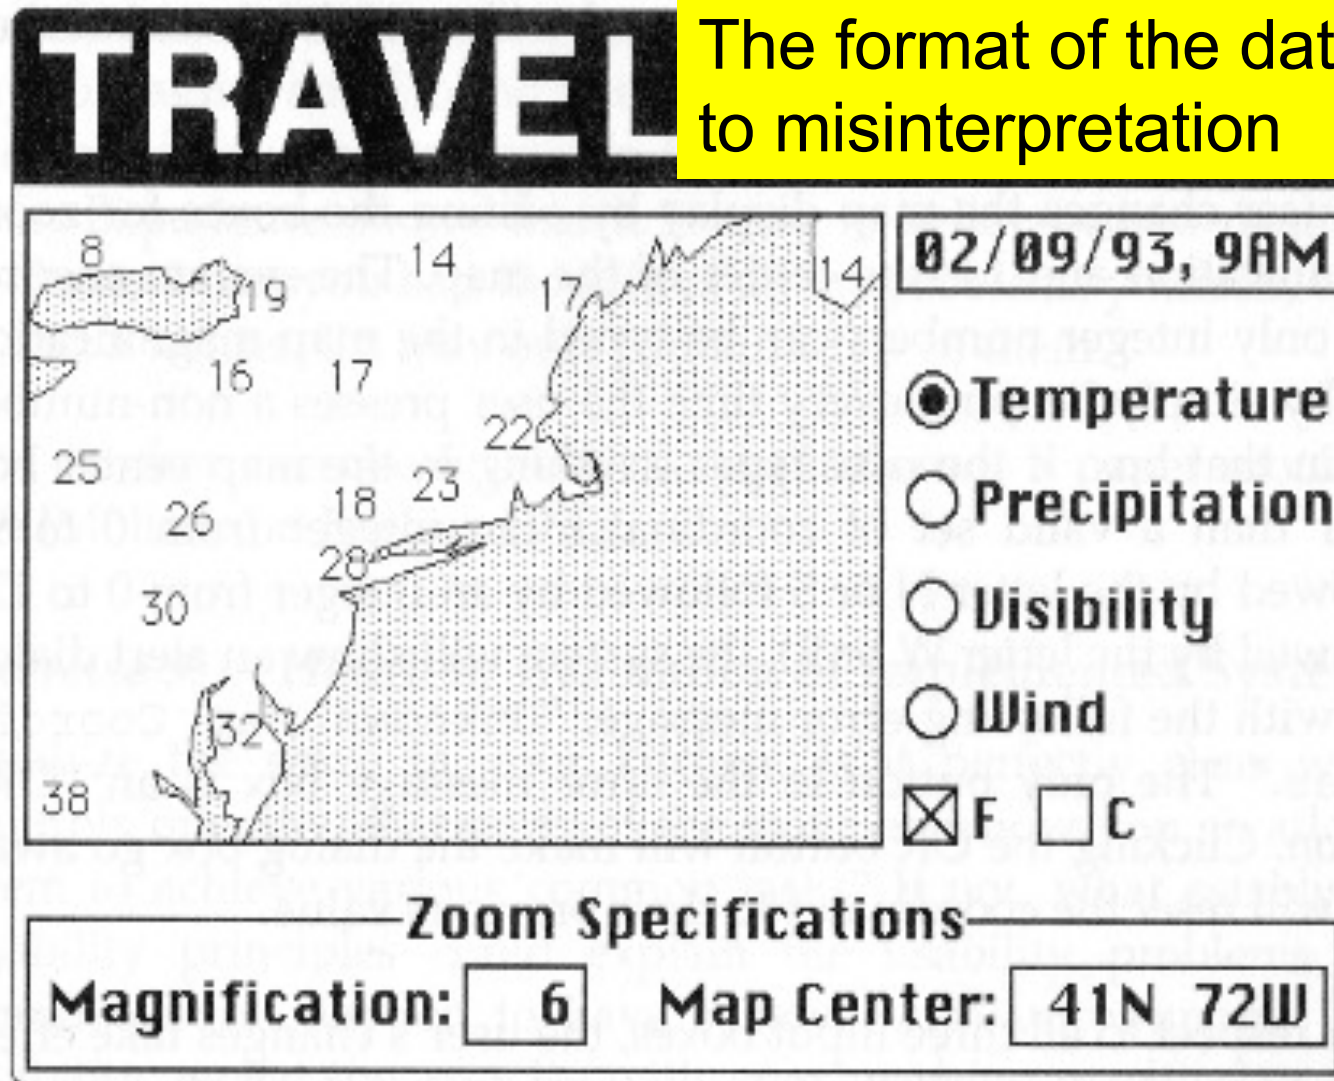 TRAVEL
The format of the dat
to misinterpretation
8
14
14
02/09/93, 9AM
19
7
16
17
Temperature
22
25
23
Precipitation
26
18
28
30
Visibility
32
Wind
38
F C
Zoom Specifications
Magnification: 6 Map Center: 41N 72W